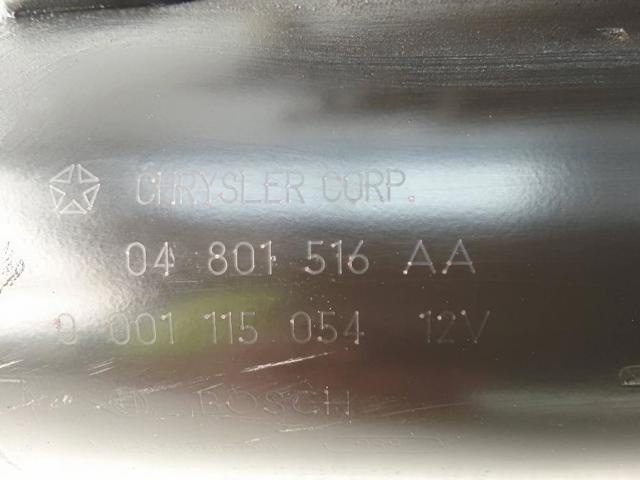 CHRYSLER CORP.
04 801 516 AA
0 001 115 054 12V
BOSCH